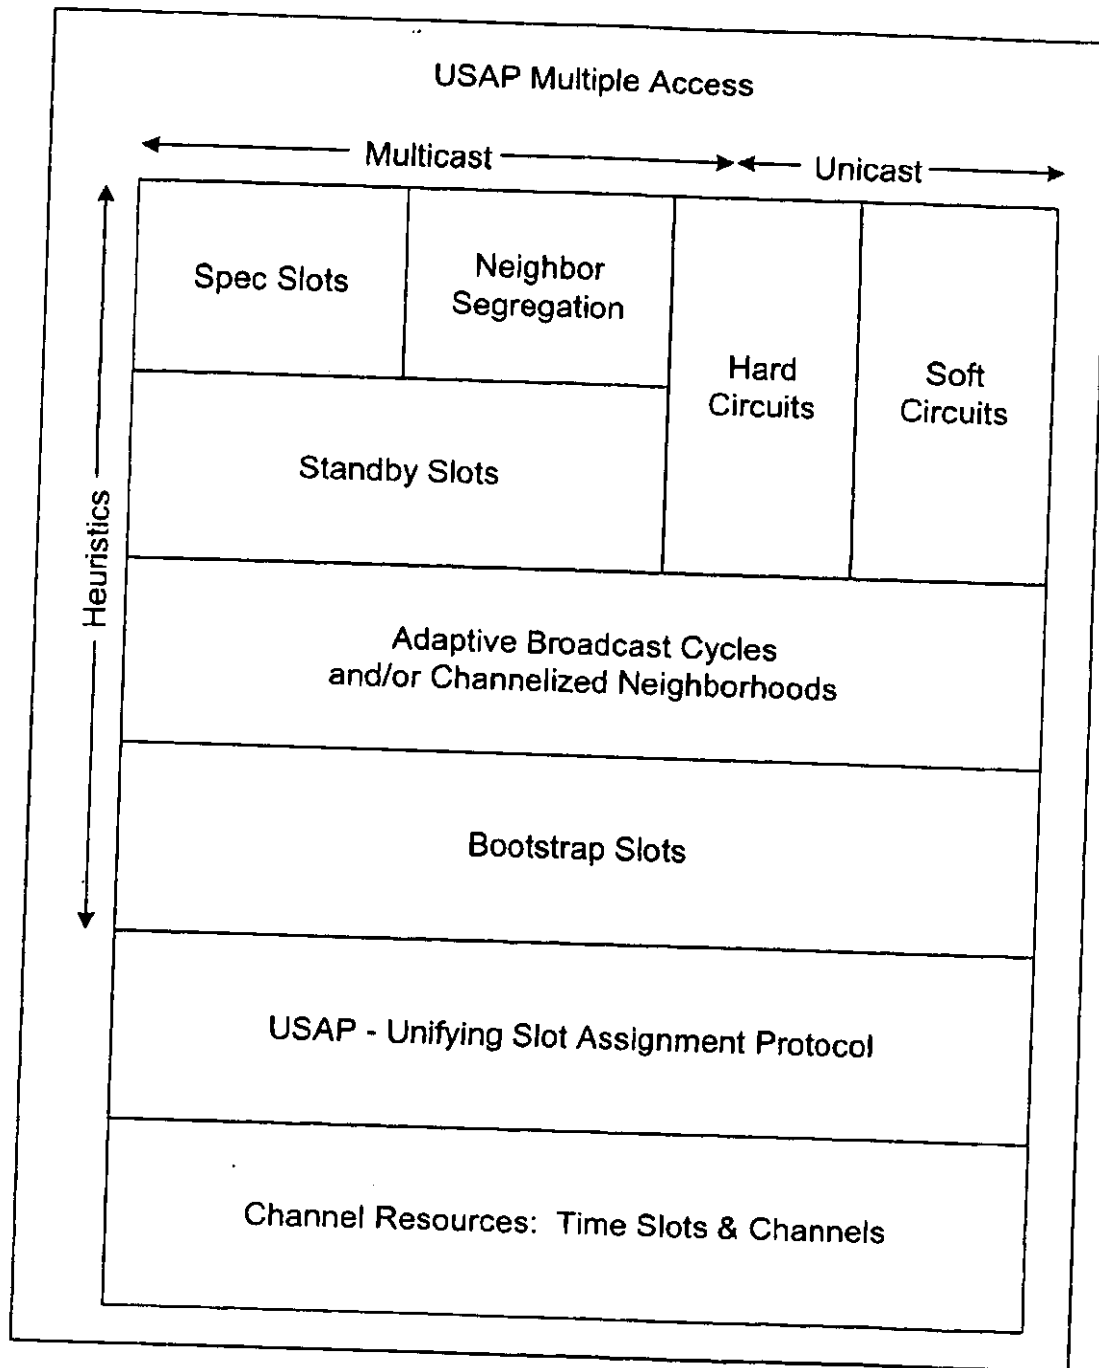 USAP Multiple Access
Multicast
Unicast
Spec Slots
Neighbor
Segregation
Hard
Circuits
Soft
Circuits
Standby Slots
Heuristics
Adaptive Broadcast Cycles
and/or Channelized Neighborhoods
Bootstrap Slots
USAP - Unifying Slot Assignment Protocol
Channel Resources: Time Slots & Channels